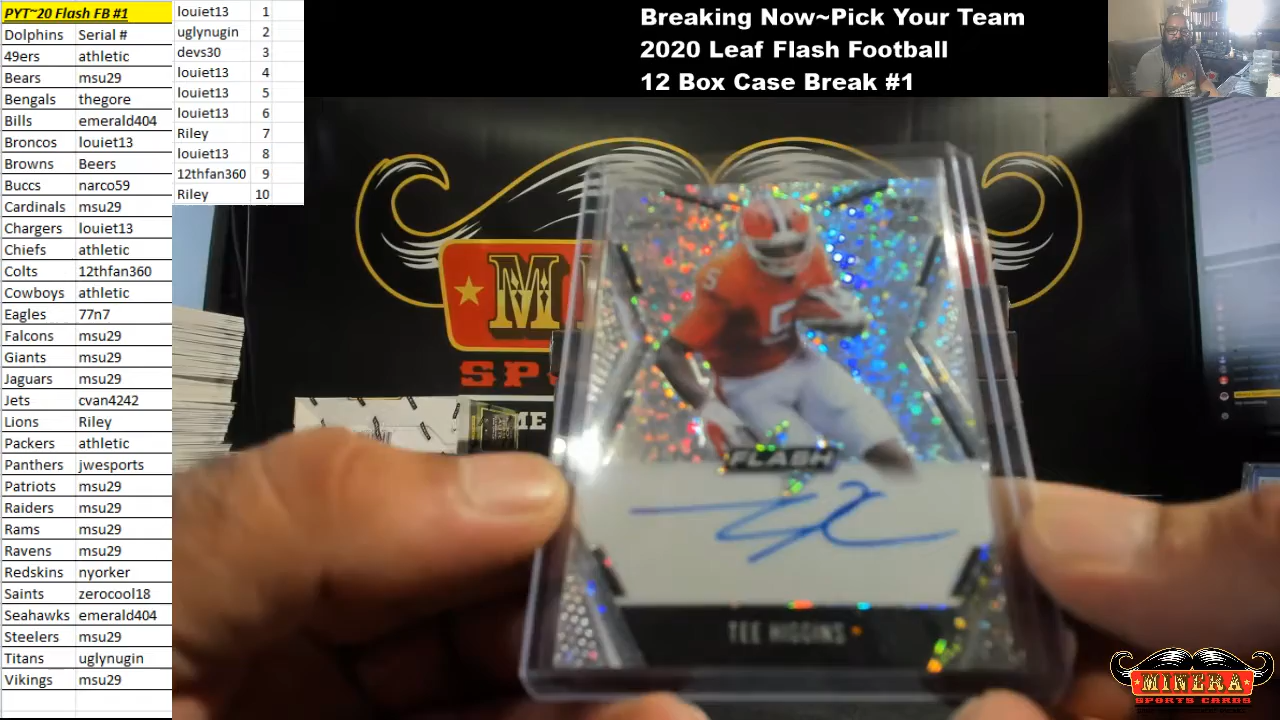 PYT~20 Flash FB #1
Dolphins Serial #
49ers athletic
Bears msu29
Bengals thegore
Bills emerald404
Broncos louiet13
Browns Beers
Buccs narco59
Cardinals msu29
Chargers louiet13
Chiefs athletic
Colts 12thfan360
Cowboys athletic
Eagles 77n7
Falcons msu29
Giants msu29
Jaguars msu29
Jets cvan4242
Lions Riley
Packers athletic
Panthers jwesports
Patriots msu29
Raiders msu29
Rams msu29
Ravens msu29
Redskins nyorker
Saints zerocool18
Seahawks emerald404
Steelers msu29
Titans uglynugin
Vikings msu29
louiet13 1
uglynugin 2
devs30 3
louiet13 4
louiet13 5
louiet13 6
Riley 7
louiet13 8
12thfan360 9
Riley 10
Breaking Now~Pick Your Team
2020 Leaf Flash Football
12 Box Case Break #1
5
5
FLASH
TEE HIGGINS
MINERA
SPORTS CARDS